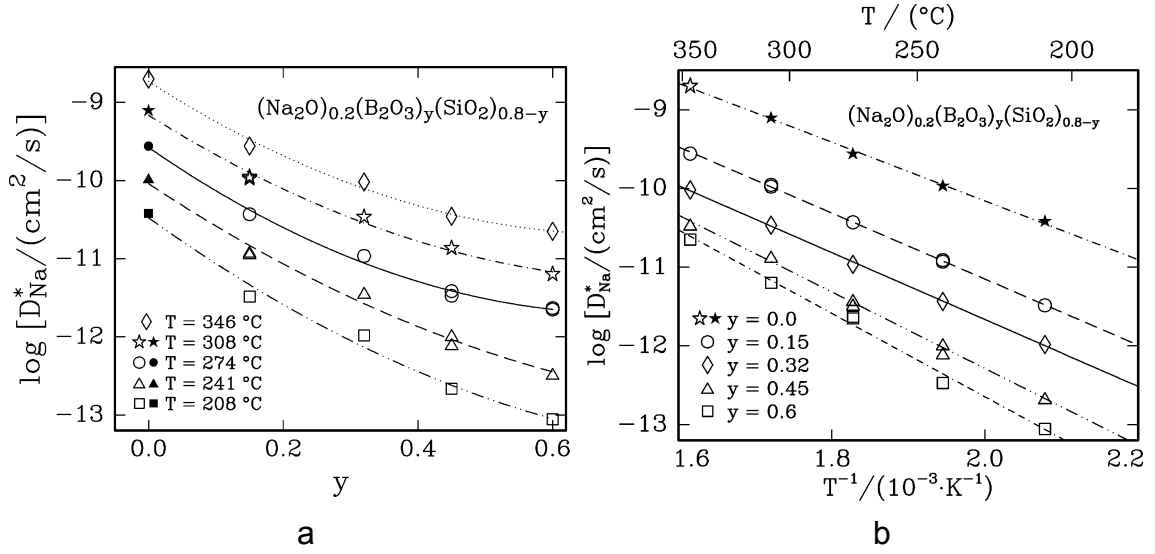 (Na₂O)₀.₂(B₂O₃)y(SiO₂)₀.₈₋y
log [D*Na/(cm²/s)]
−9
−10
−11
−12
−13
T = 346 °C
T = 308 °C
T = 274 °C
T = 241 °C
T = 208 °C
0.0 0.2 0.4 0.6
y
a
T / (°C)
350 300 250 200
(Na₂O)₀.₂(B₂O₃)y(SiO₂)₀.₈₋y
log [D*Na/(cm²/s)]
−9
−10
−11
−12
−13
y = 0.0
y = 0.15
y = 0.32
y = 0.45
y = 0.6
1.6 1.8 2.0 2.2
T⁻¹/(10⁻³·K⁻¹)
b